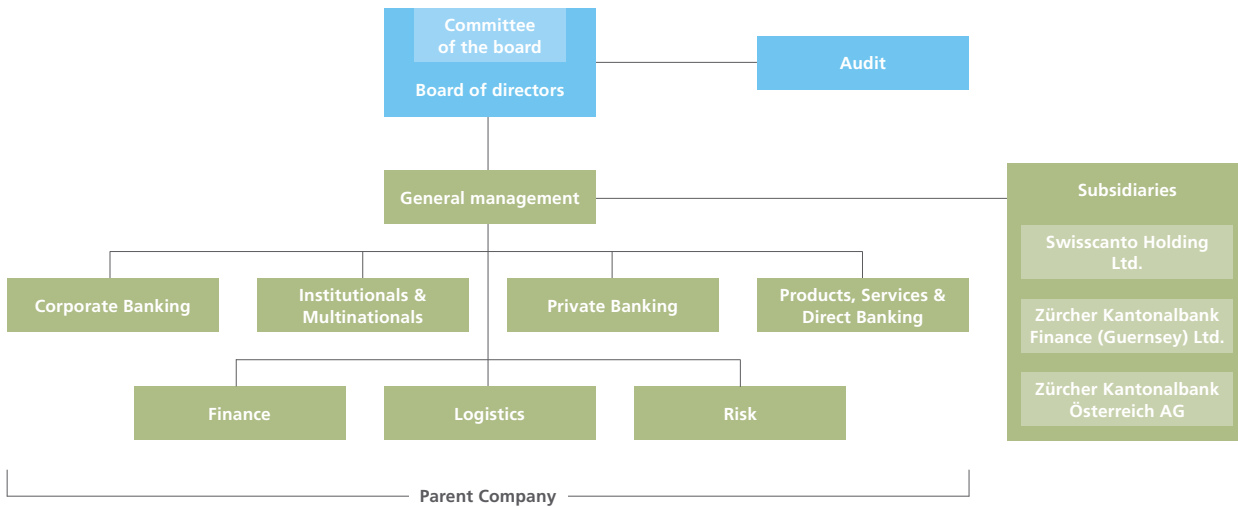 Committee
of the board
Board of directors
Audit
General management
Subsidiaries
Swisscanto Holding
Ltd.
Zürcher Kantonalbank
Finance (Guernsey) Ltd.
Zürcher Kantonalbank
Österreich AG
Corporate Banking
Institutionals &
Multinationals
Private Banking
Products, Services &
Direct Banking
Finance
Logistics
Risk
Parent Company